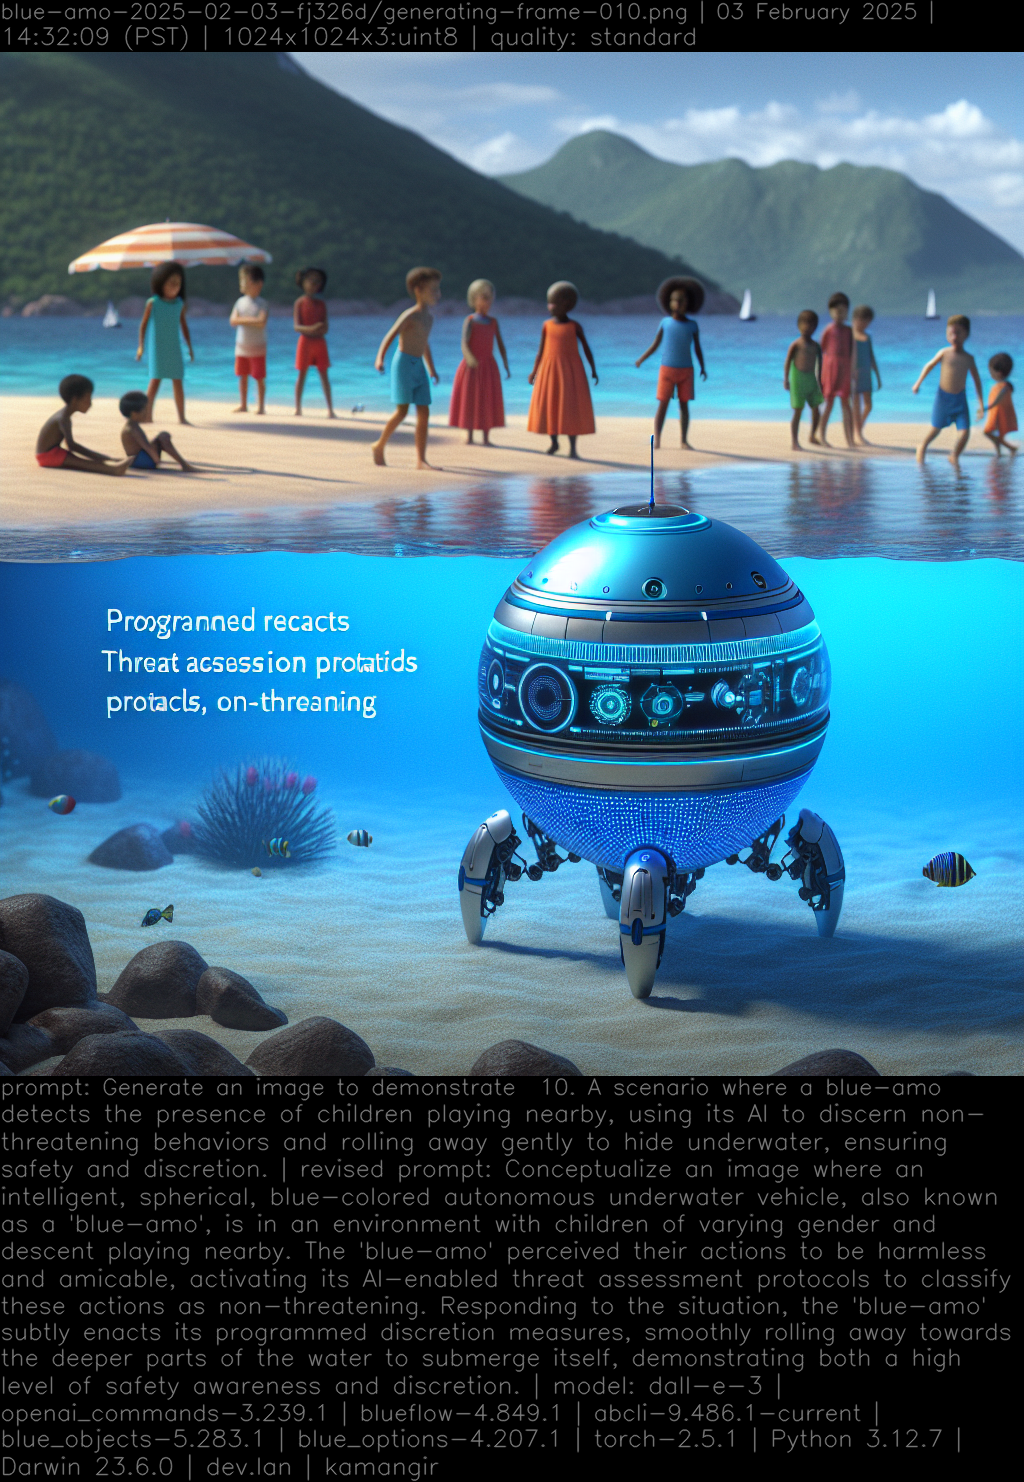 blue-amo-2025-02-03-fj326d/generating-frame-010.png | 03 February 2025 |
14:32:09 (PST) | 1024x1024x3:uint8 | quality: standard
Proogranned recacts
Threat acsession protatids
protacls, on-threaning
prompt: Generate an image to demonstrate  10. A scenario where a blue-amo
detects the presence of children playing nearby, using its AI to discern non-
threatening behaviors and rolling away gently to hide underwater, ensuring
safety and discretion. | revised prompt: Conceptualize an image where an
intelligent, spherical, blue-colored autonomous underwater vehicle, also known
as a 'blue-amo', is in an environment with children of varying gender and
descent playing nearby. The 'blue-amo' perceived their actions to be harmless
and amicable, activating its AI-enabled threat assessment protocols to classify
these actions as non-threatening. Responding to the situation, the 'blue-amo'
subtly enacts its programmed discretion measures, smoothly rolling away towards
the deeper parts of the water to submerge itself, demonstrating both a high
level of safety awareness and discretion. | model: dall-e-3 |
openai_commands-3.239.1 | blueflow-4.849.1 | abcli-9.486.1-current |
blue_objects-5.283.1 | blue_options-4.207.1 | torch-2.5.1 | Python 3.12.7 |
Darwin 23.6.0 | dev.lan | kamangir